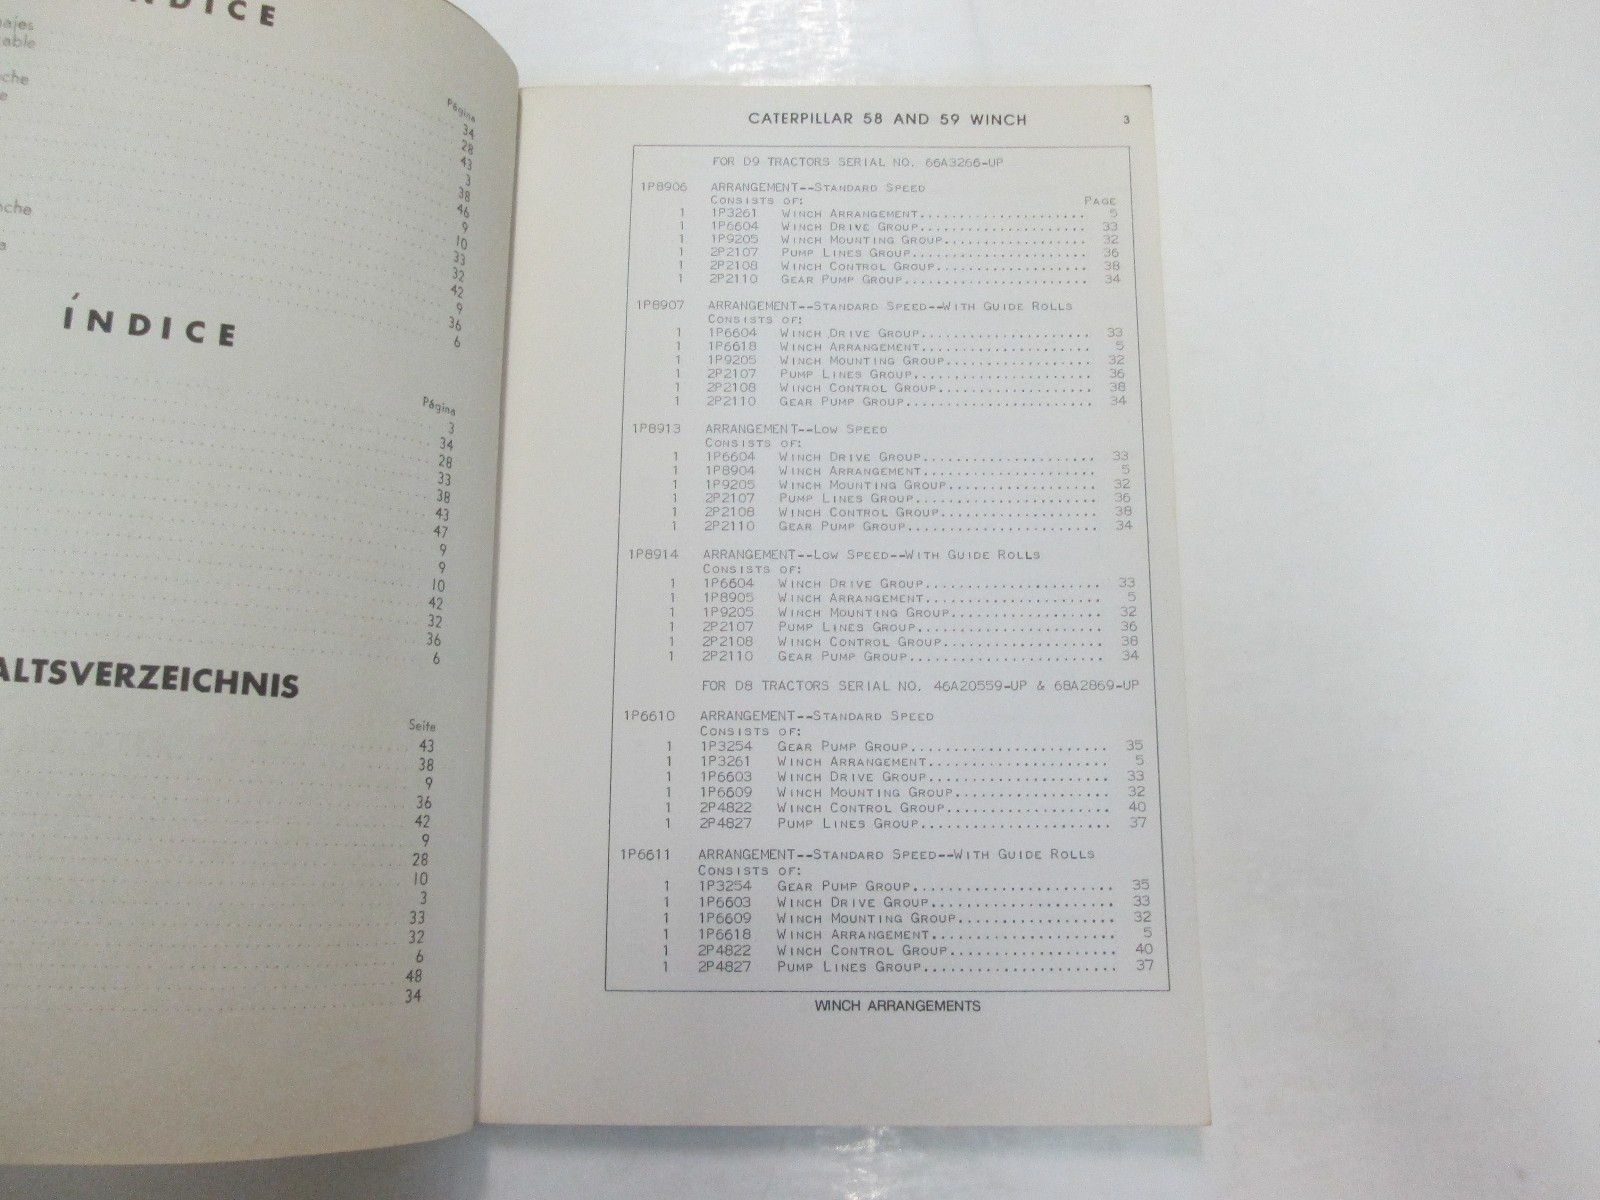 NDICE
ajes
able
che
e
che
a
Página
34
28
43
3
38
46
9
10
33
32
42
9
36
6
ÍNDICE
Página
3
34
28
33
38
43
47
9
9
10
42
32
36
6
ALTSVERZEICHNIS
Seite
43
38
9
36
42
9
28
10
3
33
32
6
48
34
CATERPILLAR 58 AND 59 WINCH 3
FOR D9 TRACTORS SERIAL NO. 66A3266-UP
1P8906 ARRANGEMENT--STANDARD SPEED
CONSISTS OF: PAGE
1 1P3261 WINCH ARRANGEMENT..................... 5
1 1P6604 WINCH DRIVE GROUP..................... 33
1 1P9205 WINCH MOUNTING GROUP.................. 32
1 2P2107 PUMP LINES GROUP...................... 36
1 2P2108 WINCH CONTROL GROUP................... 38
1 2P2110 GEAR PUMP GROUP....................... 34
1P8907 ARRANGEMENT--STANDARD SPEED--WITH GUIDE ROLLS
CONSISTS OF:
1 1P6604 WINCH DRIVE GROUP..................... 33
1 1P6618 WINCH ARRANGEMENT..................... 5
1 1P9205 WINCH MOUNTING GROUP.................. 32
1 2P2107 PUMP LINES GROUP...................... 36
1 2P2108 WINCH CONTROL GROUP................... 38
1 2P2110 GEAR PUMP GROUP....................... 34
1P8913 ARRANGEMENT--LOW SPEED
CONSISTS OF:
1 1P6604 WINCH DRIVE GROUP..................... 33
1 1P8904 WINCH ARRANGEMENT..................... 5
1 1P9205 WINCH MOUNTING GROUP.................. 32
1 2P2107 PUMP LINES GROUP...................... 36
1 2P2108 WINCH CONTROL GROUP................... 38
1 2P2110 GEAR PUMP GROUP....................... 34
1P8914 ARRANGEMENT--LOW SPEED--WITH GUIDE ROLLS
CONSISTS OF:
1 1P6604 WINCH DRIVE GROUP..................... 33
1 1P8905 WINCH ARRANGEMENT..................... 5
1 1P9205 WINCH MOUNTING GROUP.................. 32
1 2P2107 PUMP LINES GROUP...................... 36
1 2P2108 WINCH CONTROL GROUP................... 38
1 2P2110 GEAR PUMP GROUP....................... 34
FOR D8 TRACTORS SERIAL NO. 46A20559-UP & 68A2869-UP
1P6610 ARRANGEMENT--STANDARD SPEED
CONSISTS OF:
1 1P3254 GEAR PUMP GROUP....................... 35
1 1P3261 WINCH ARRANGEMENT..................... 5
1 1P6603 WINCH DRIVE GROUP..................... 33
1 1P6609 WINCH MOUNTING GROUP.................. 32
1 2P4822 WINCH CONTROL GROUP................... 40
1 2P4827 PUMP LINES GROUP...................... 37
1P6611 ARRANGEMENT--STANDARD SPEED--WITH GUIDE ROLLS
CONSISTS OF:
1 1P3254 GEAR PUMP GROUP....................... 35
1 1P6603 WINCH DRIVE GROUP..................... 33
1 1P6609 WINCH MOUNTING GROUP.................. 32
1 1P6618 WINCH ARRANGEMENT..................... 5
1 2P4822 WINCH CONTROL GROUP................... 40
1 2P4827 PUMP LINES GROUP...................... 37
WINCH ARRANGEMENTS